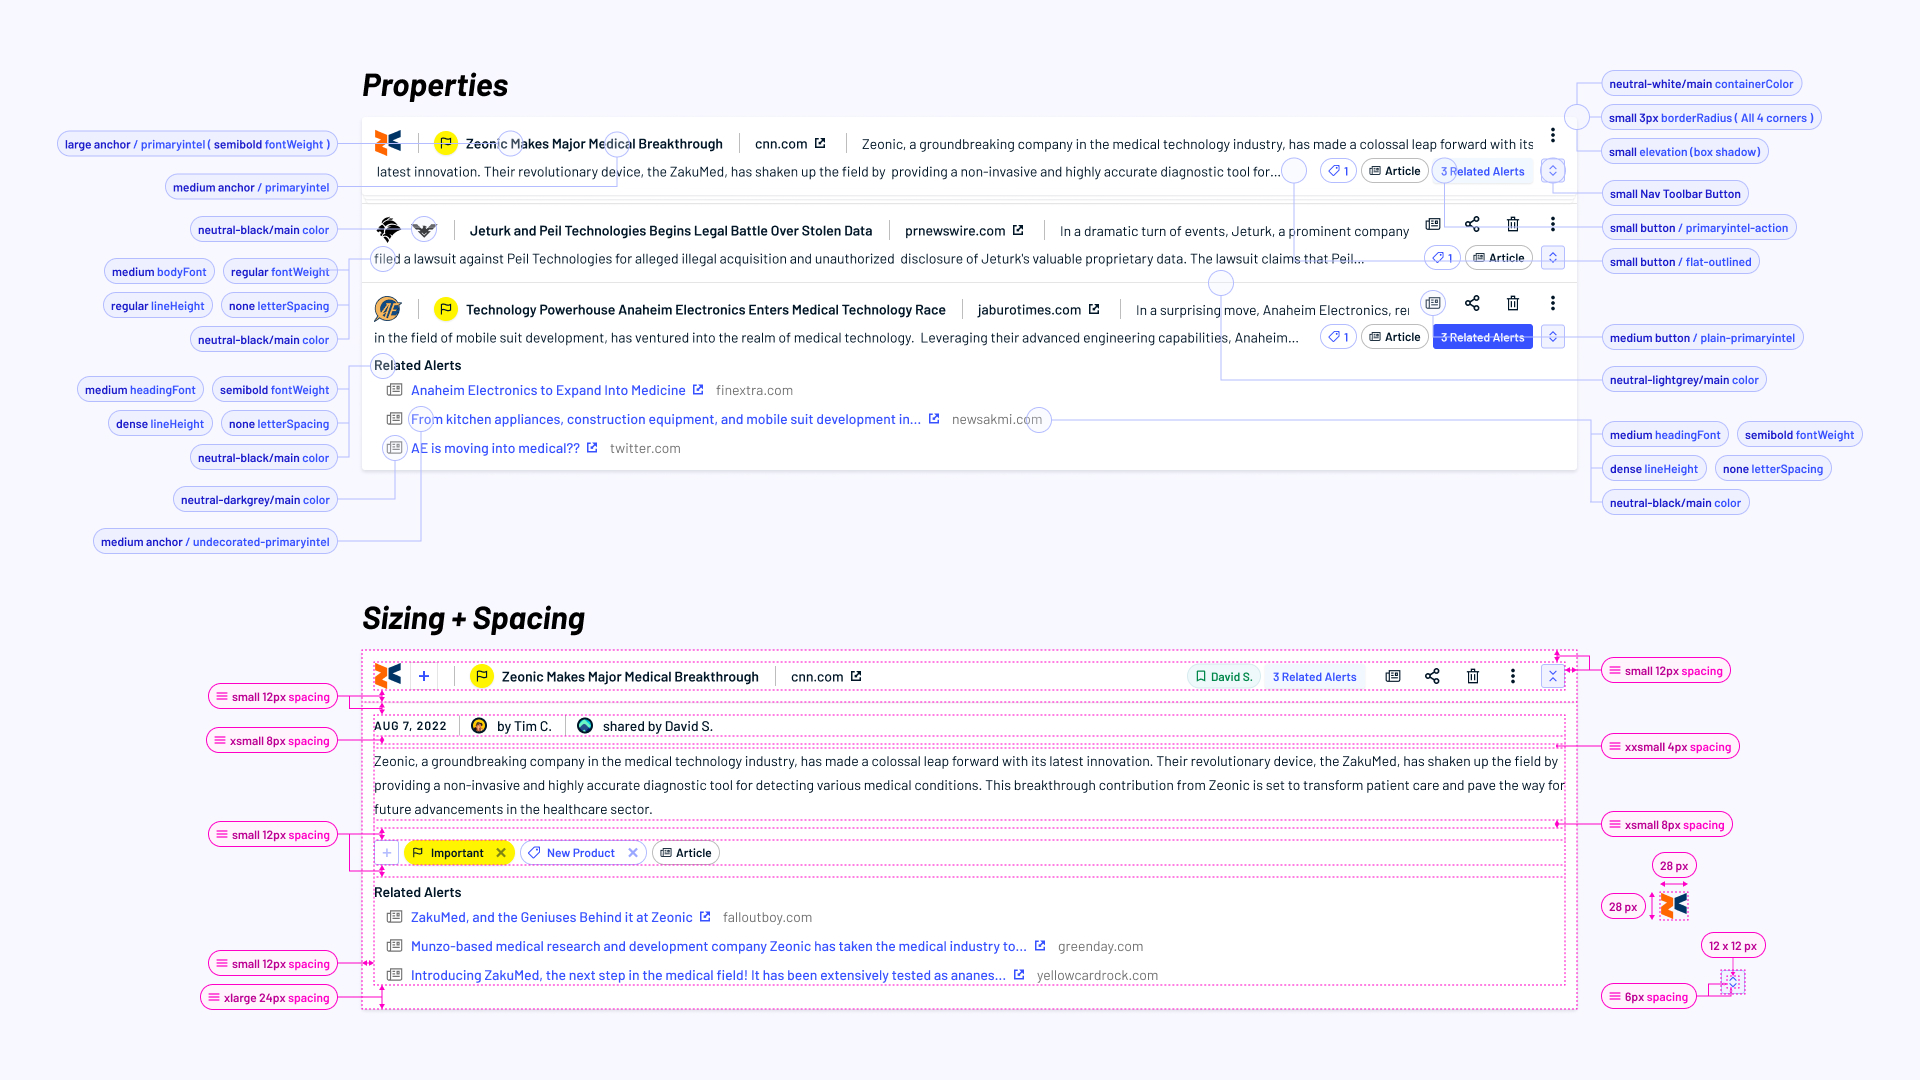 Properties
large anchor / primaryintel ( semibold fontWeight )
medium anchor / primaryintel
neutral-black/main color
medium bodyFont
regular fontWeight
regular lineHeight
none letterSpacing
neutral-black/main color
medium headingFont
semibold fontWeight
dense lineHeight
none letterSpacing
neutral-black/main color
neutral-darkgrey/main color
medium anchor / undecorated-primaryintel
Zeonic Makes Major Medical Breakthrough
cnn.com
Zeonic, a groundbreaking company in the medical technology industry, has made a colossal leap forward with its
latest innovation. Their revolutionary device, the ZakuMed, has shaken up the field by providing a non-invasive and highly accurate diagnostic tool for...
1
Article
3 Related Alerts
Jeturk and Peil Technologies Begins Legal Battle Over Stolen Data
prnewswire.com
In a dramatic turn of events, Jeturk, a prominent company
filed a lawsuit against Peil Technologies for alleged illegal acquisition and unauthorized disclosure of Jeturk's valuable proprietary data. The lawsuit claims that Peil...
1
Article
AE
Technology Powerhouse Anaheim Electronics Enters Medical Technology Race
jaburotimes.com
In a surprising move, Anaheim Electronics, re
in the field of mobile suit development, has ventured into the realm of medical technology. Leveraging their advanced engineering capabilities, Anaheim...
1
Article
3 Related Alerts
Related Alerts
Anaheim Electronics to Expand Into Medicine
finextra.com
From kitchen appliances, construction equipment, and mobile suit development in...
newsakmi.com
AE is moving into medical??
twitter.com
neutral-white/main containerColor
small 3px borderRadius ( All 4 corners )
small elevation (box shadow)
small Nav Toolbar Button
small button / primaryintel-action
small button / flat-outlined
medium button / plain-primaryintel
neutral-lightgrey/main color
medium headingFont
semibold fontWeight
dense lineHeight
none letterSpacing
neutral-black/main color
Sizing + Spacing
small 12px spacing
xsmall 8px spacing
small 12px spacing
small 12px spacing
xlarge 24px spacing
Zeonic Makes Major Medical Breakthrough
cnn.com
David S.
3 Related Alerts
AUG 7, 2022
by Tim C.
shared by David S.
Zeonic, a groundbreaking company in the medical technology industry, has made a colossal leap forward with its latest innovation. Their revolutionary device, the ZakuMed, has shaken up the field by
providing a non-invasive and highly accurate diagnostic tool for detecting various medical conditions. This breakthrough contribution from Zeonic is set to transform patient care and pave the way for
future advancements in the healthcare sector.
Important
New Product
Article
Related Alerts
ZakuMed, and the Geniuses Behind it at Zeonic
falloutboy.com
Munzo-based medical research and development company Zeonic has taken the medical industry to...
greenday.com
Introducing ZakuMed, the next step in the medical field! It has been extensively tested as ananes...
yellowcardrock.com
small 12px spacing
xxsmall 4px spacing
xsmall 8px spacing
28 px
28 px
12 x 12 px
6px spacing